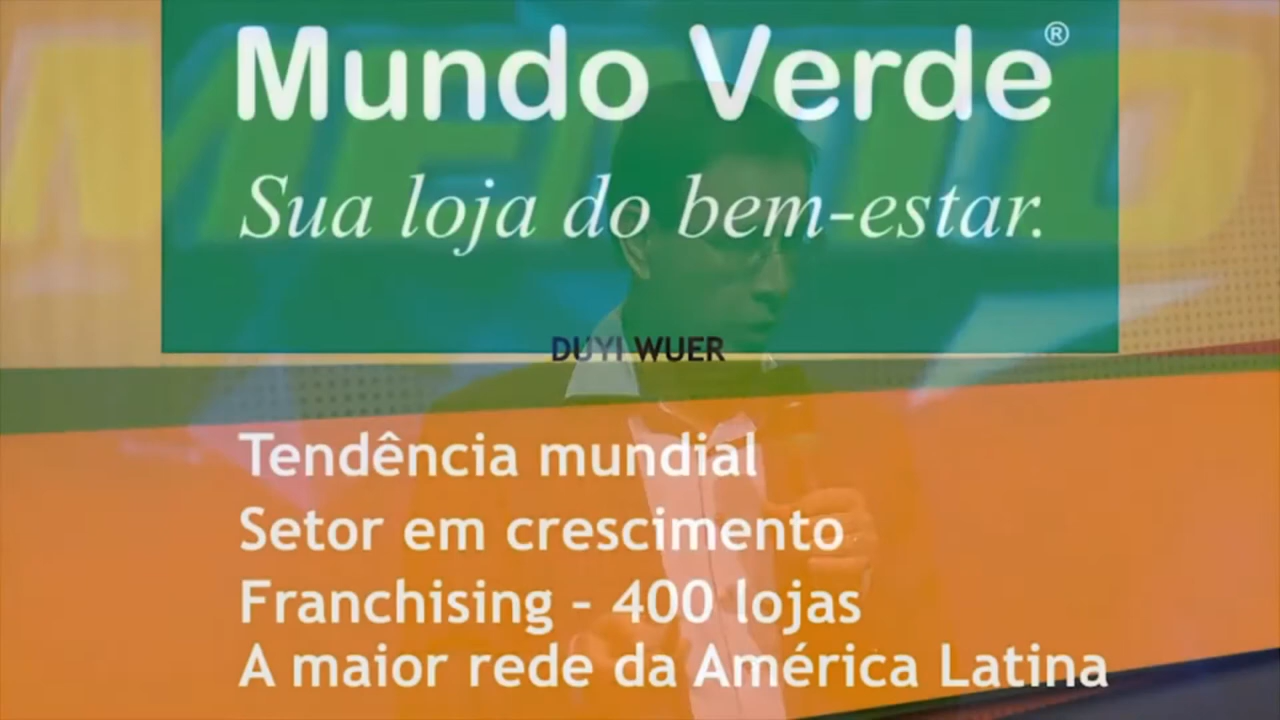 Mundo Verde®
Sua loja do bem-estar.
DUYI WUER
Tendência mundial
Setor em crescimento
Franchising - 400 lojas
A maior rede da América Latina